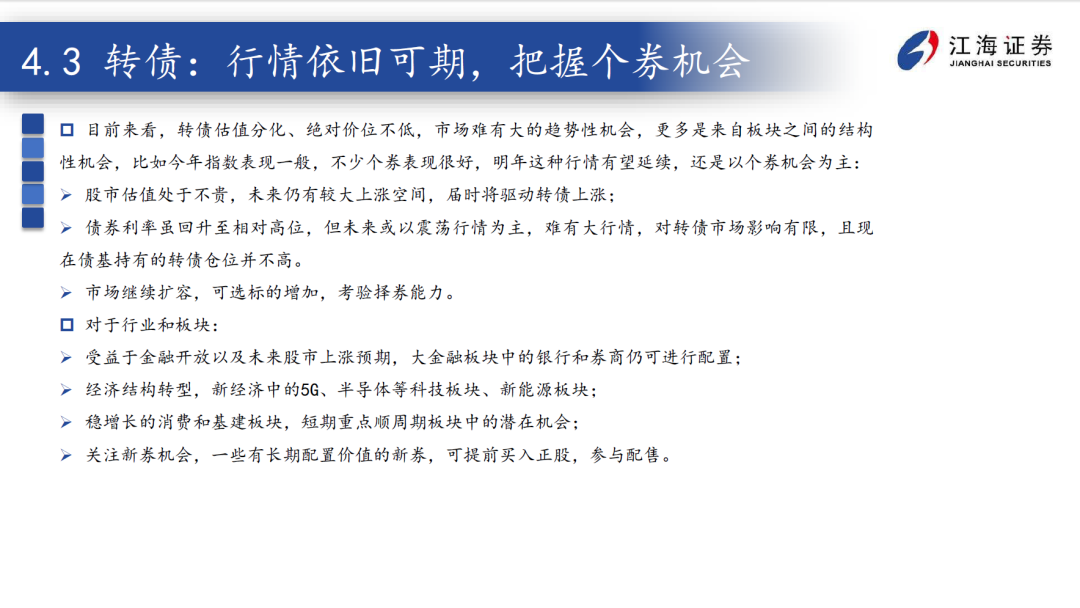 4.3 转债：行情依旧可期，把握个券机会
江海证券
JIANGHAI SECURITIES
目前来看，转债估值分化、绝对价位不低，市场难有大的趋势性机会，更多是来自板块之间的结构
性机会，比如今年指数表现一般，不少个券表现很好，明年这种行情有望延续，还是以个券机会为主：
股市估值处于不贵，未来仍有较大上涨空间，届时将驱动转债上涨；
债券利率虽回升至相对高位，但未来或以震荡行情为主，难有大行情，对转债市场影响有限，且现
在债基持有的转债仓位并不高。
市场继续扩容，可选标的增加，考验择券能力。
对于行业和板块：
受益于金融开放以及未来股市上涨预期，大金融板块中的银行和券商仍可进行配置；
经济结构转型，新经济中的5G、半导体等科技板块、新能源板块；
稳增长的消费和基建板块，短期重点顺周期板块中的潜在机会；
关注新券机会，一些有长期配置价值的新券，可提前买入正股，参与配售。